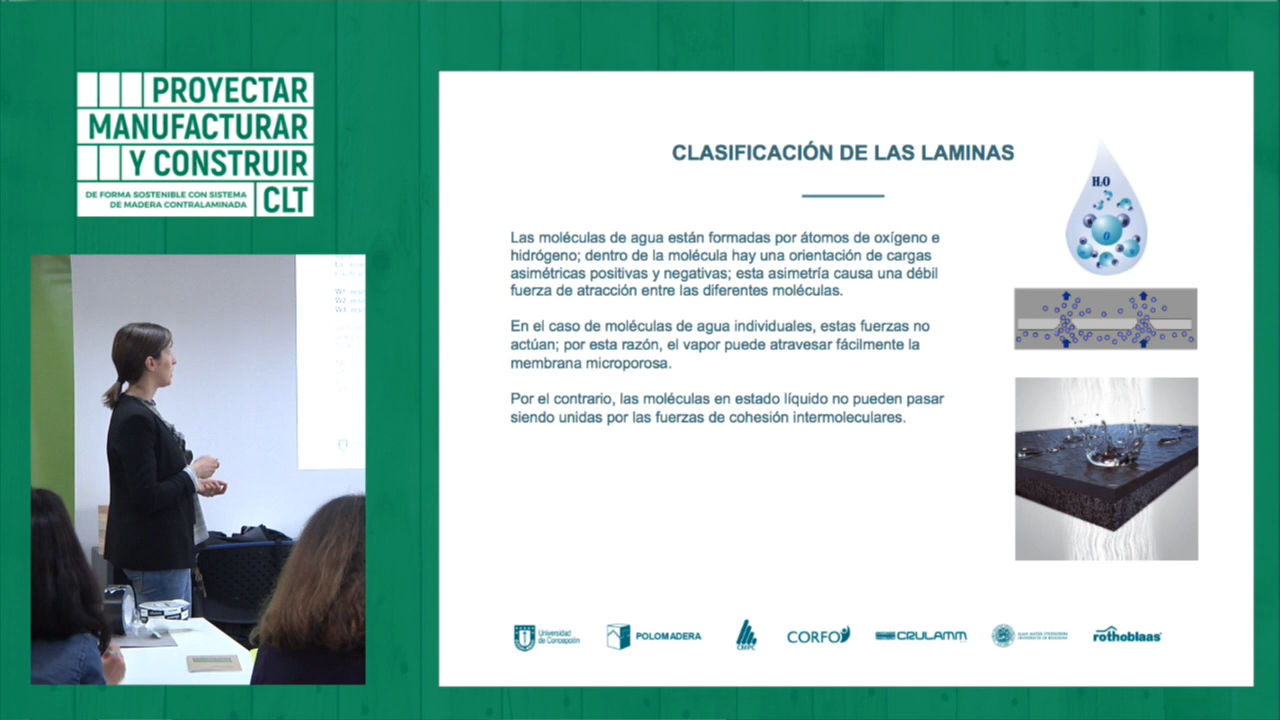 PROYECTAR
MANUFACTURAR
Y CONSTRUIR
DE FORMA SOSTENIBLE CON SISTEMA
DE MADERA CONTRALAMINADA
CLT
CLASIFICACIÓN DE LAS LAMINAS
Las moléculas de agua están formadas por átomos de oxígeno e
hidrógeno; dentro de la molécula hay una orientación de cargas
asimétricas positivas y negativas; esta asimetría causa una débil
fuerza de atracción entre las diferentes moléculas.
En el caso de moléculas de agua individuales, estas fuerzas no
actúan; por esta razón, el vapor puede atravesar fácilmente la
membrana microporosa.
Por el contrario, las moléculas en estado líquido no pueden pasar
siendo unidas por las fuerzas de cohesión intermoleculares.
H2O
O
Universidad
de Concepción
POLOMADERA
CMPC
CORFO
CRULAMM
rothoblaas